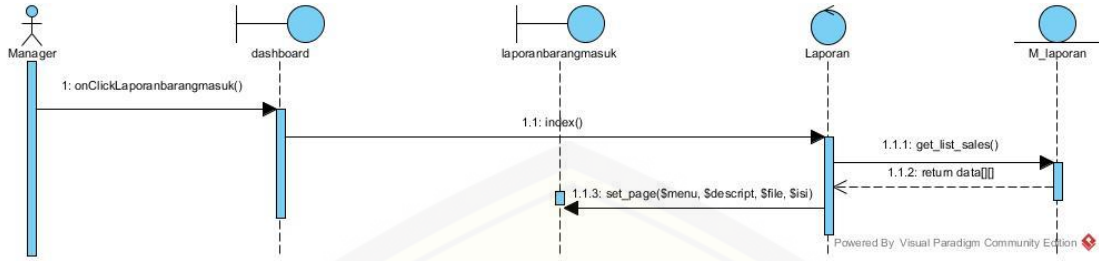 Manager
dashboard
laporanbarangmasuk
Laporan
M_laporan
1: onClickLaporanbarangmasuk()
1.1: index()
1.1.1: get_list_sales()
1.1.2: return data[][]
1.1.3: set_page($menu, $descript, $file, $isi)
Powered By Visual Paradigm Community Edition